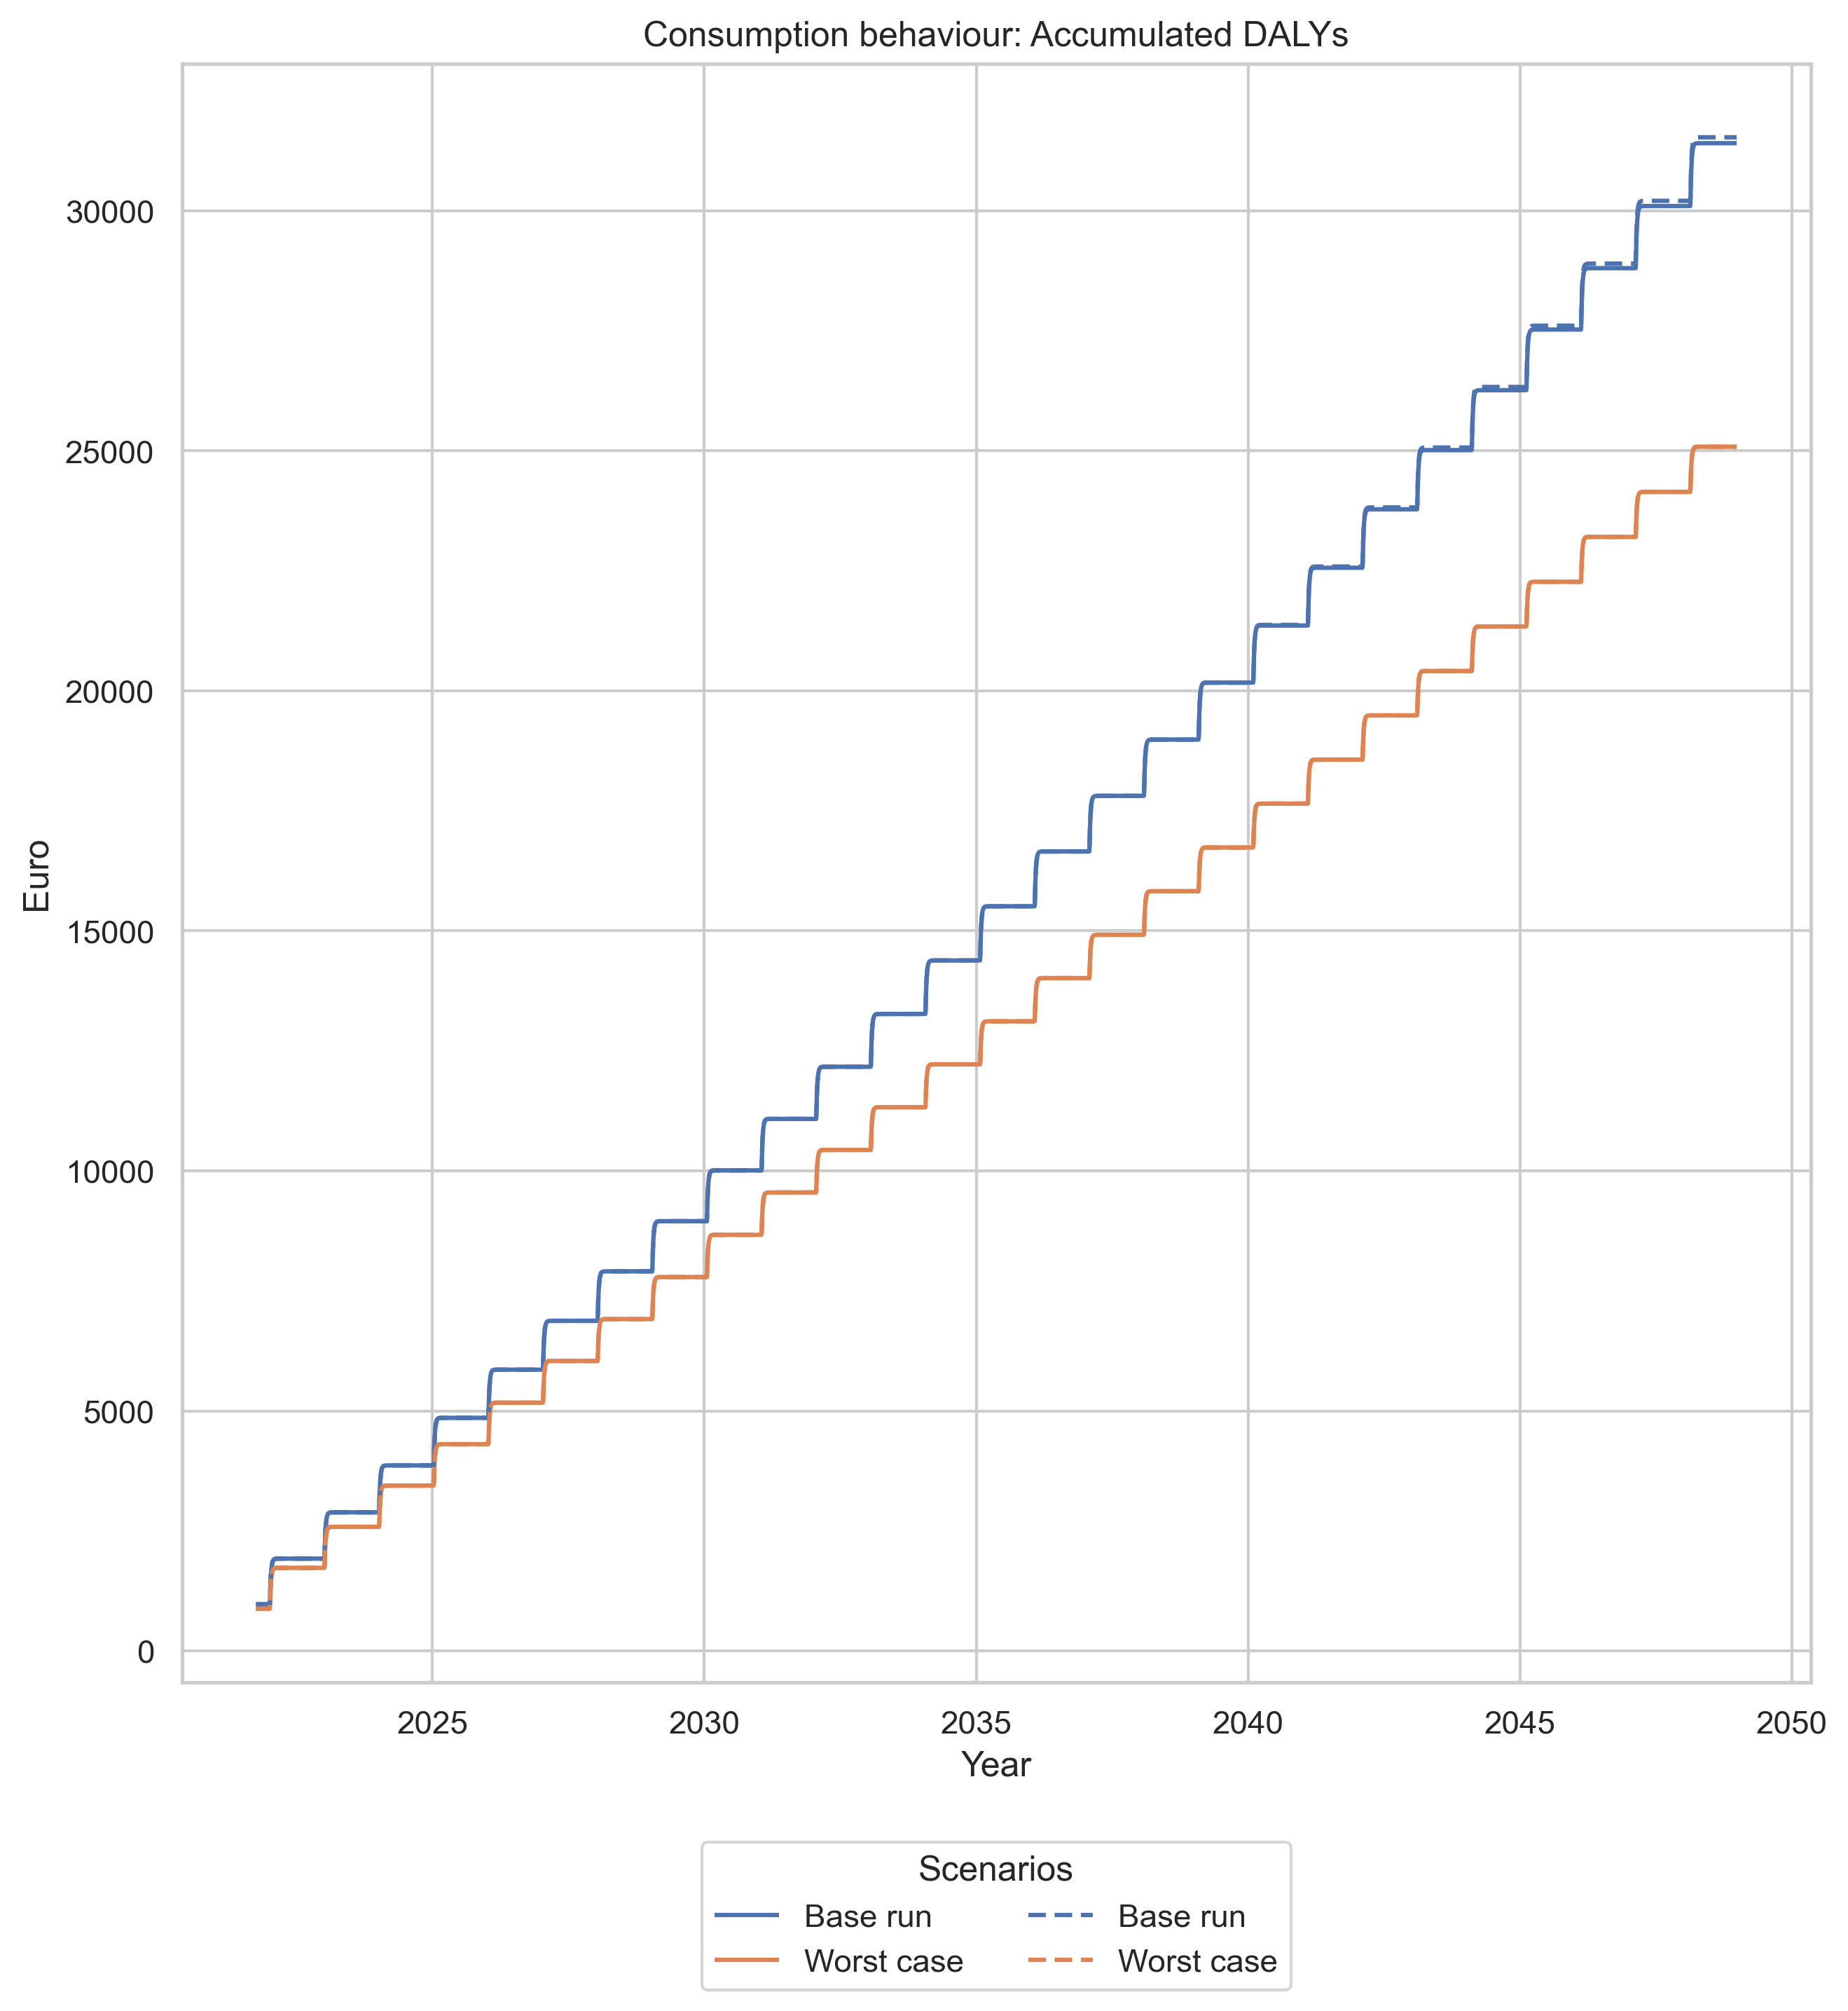 Consumption behaviour: Accumulated DALYs
30000
25000
20000
15000
10000
5000
0
Euro
2025 2030 2035 2040 2045 2050
Year
Scenarios
Base run Base run
Worst case Worst case